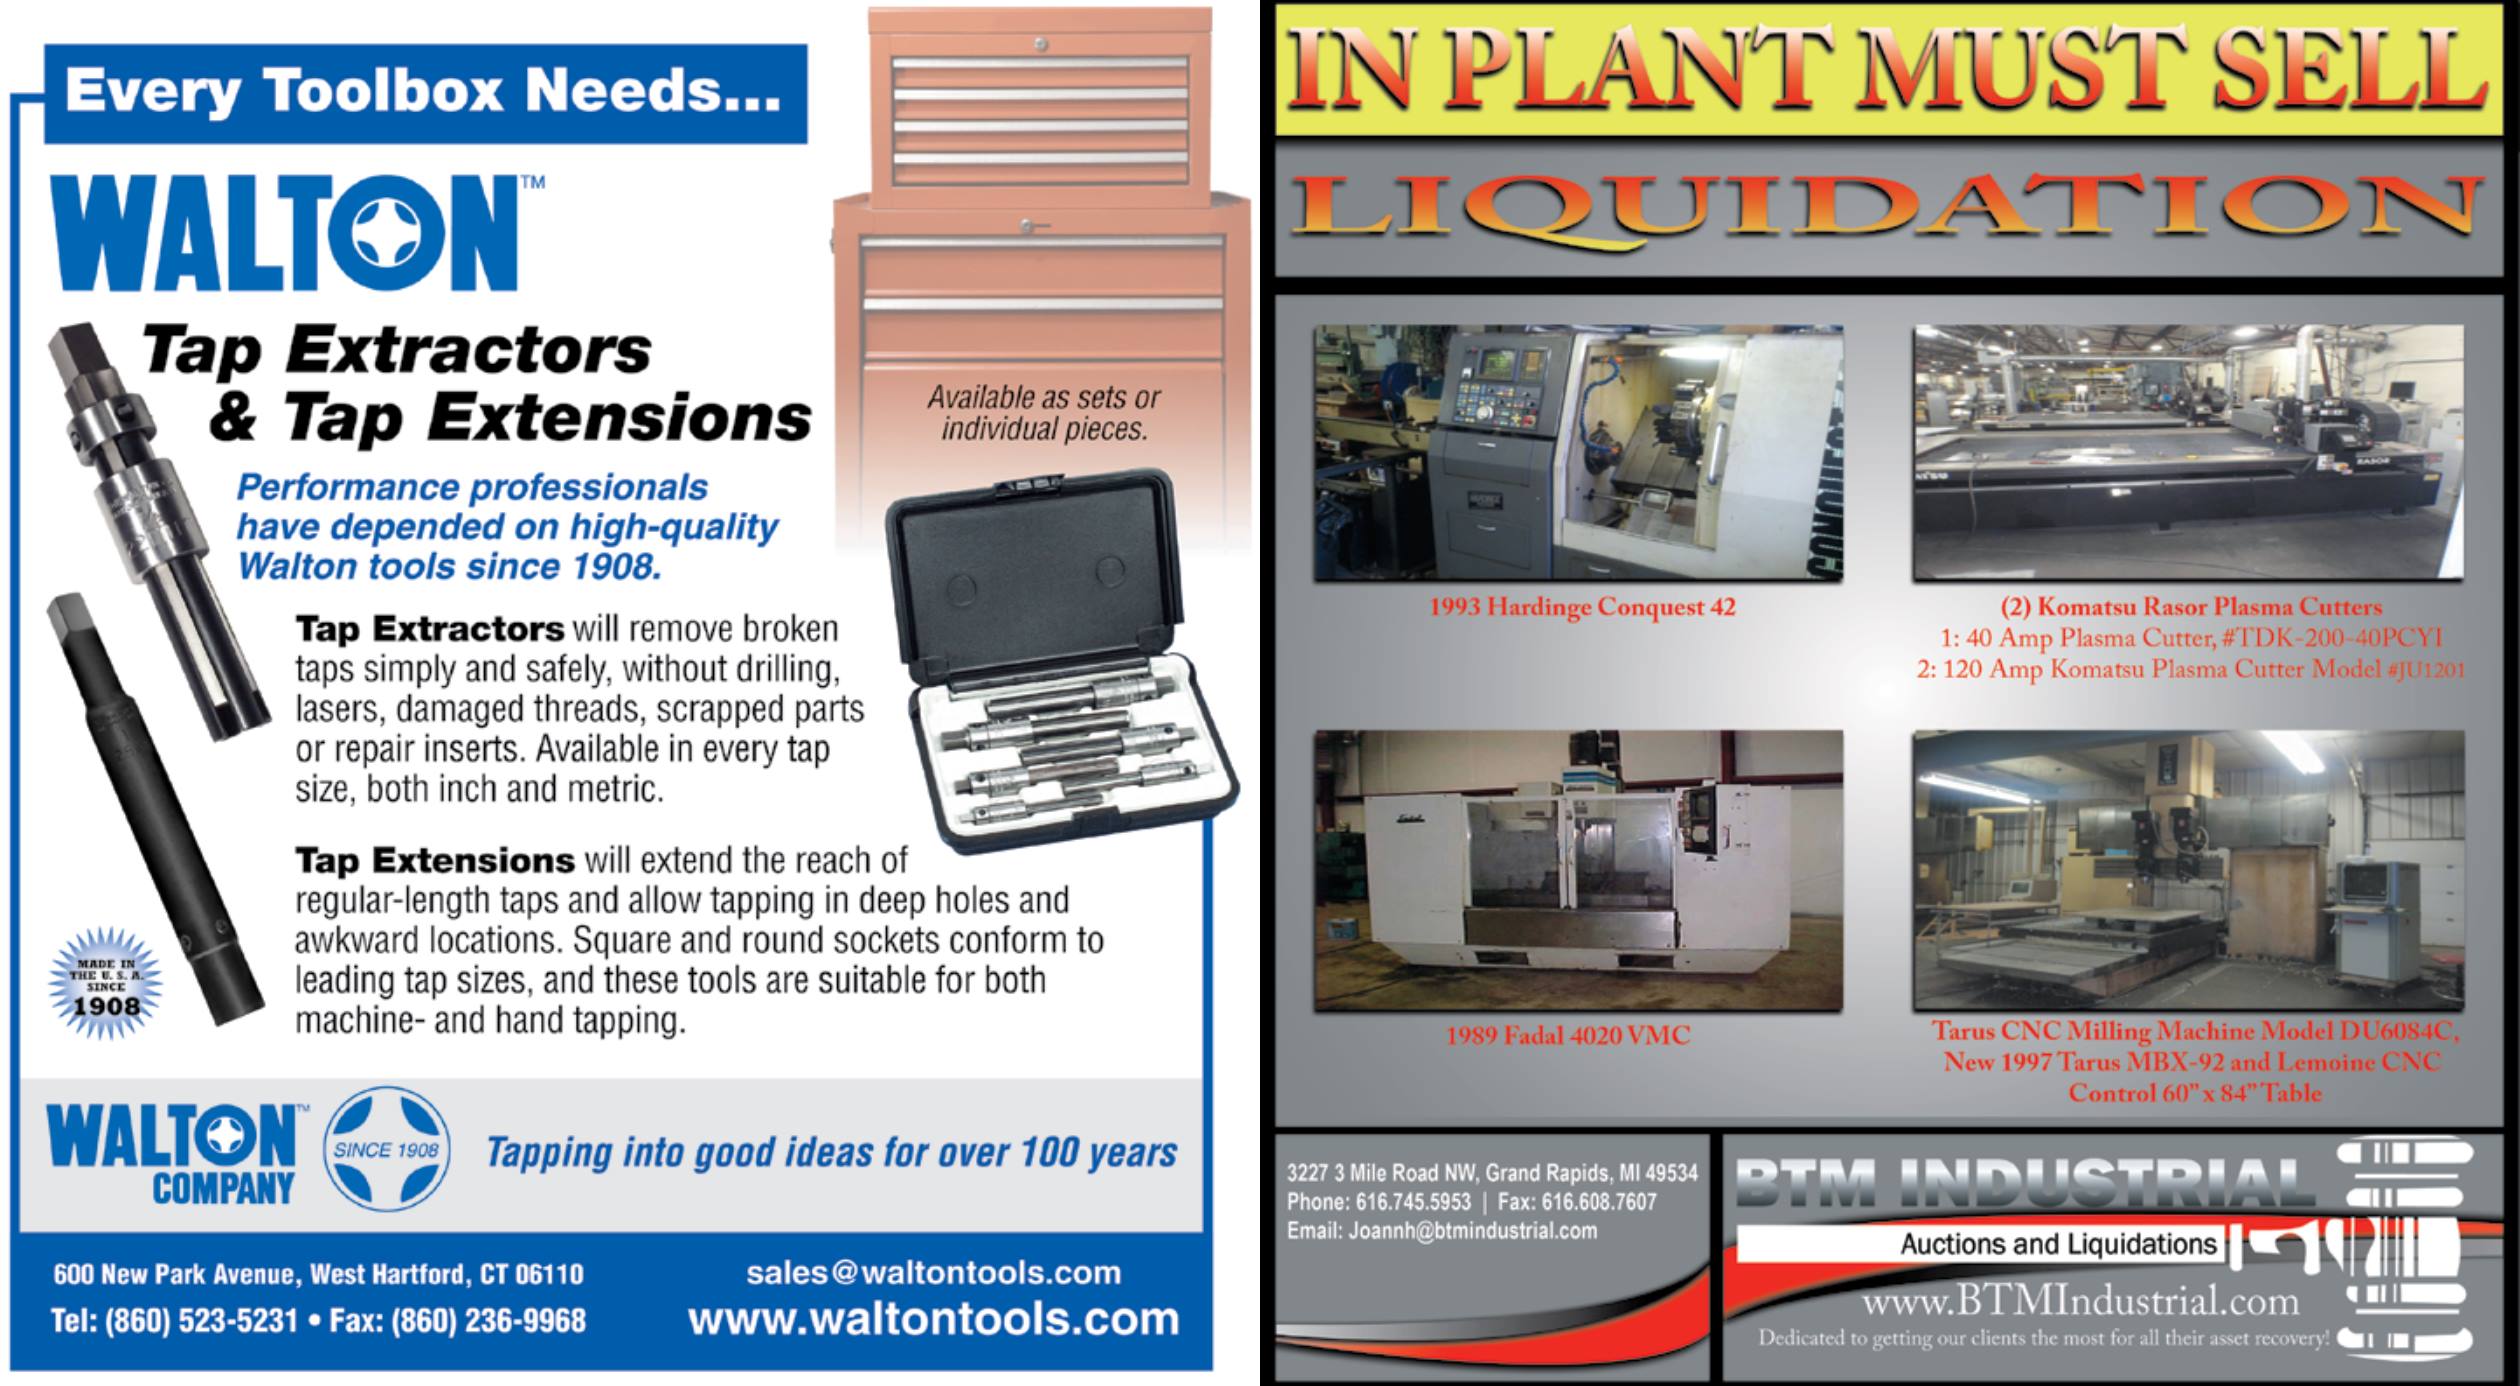 Every Toolbox Needs...
WALTON™
Tap Extractors
& Tap Extensions
Available as sets or
individual pieces.
Performance professionals
have depended on high-quality
Walton tools since 1908.
Tap Extractors will remove broken
taps simply and safely, without drilling,
lasers, damaged threads, scrapped parts
or repair inserts. Available in every tap
size, both inch and metric.
Tap Extensions will extend the reach of
regular-length taps and allow tapping in deep holes and
awkward locations. Square and round sockets conform to
leading tap sizes, and these tools are suitable for both
machine- and hand tapping.
MADE IN
THE U. S. A.
SINCE
1908
WALTON™
COMPANY
SINCE 1908
Tapping into good ideas for over 100 years
600 New Park Avenue, West Hartford, CT 06110
Tel: (860) 523-5231 • Fax: (860) 236-9968
sales@waltontools.com
www.waltontools.com
IN PLANT MUST SELL
LIQUIDATION
1993 Hardinge Conquest 42
RASOR
(2) Komatsu Rasor Plasma Cutters
1: 40 Amp Plasma Cutter, #TDK-200-40PCYI
2: 120 Amp Komatsu Plasma Cutter Model #JU1201
Fadal
1989 Fadal 4020 VMC
Tarus CNC Milling Machine Model DU6084C,
New 1997 Tarus MBX-92 and Lemoine CNC
Control 60" x 84" Table
3227 3 Mile Road NW, Grand Rapids, MI 49534
Phone: 616.745.5953 | Fax: 616.608.7607
Email: Joannh@btmindustrial.com
BTM INDUSTRIAL
Auctions and Liquidations
www.BTMIndustrial.com
Dedicated to getting our clients the most for all their asset recovery!